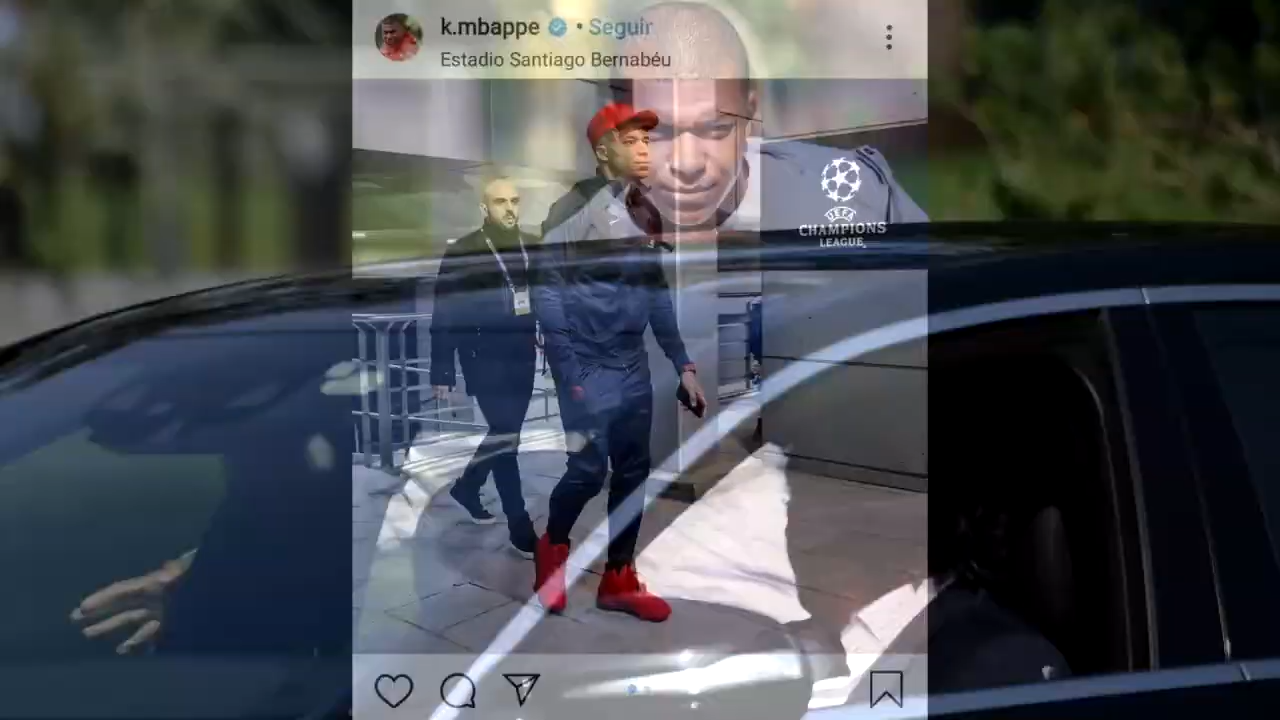 k.mbappe • Seguir
Estadio Santiago Bernabéu
UEFA
CHAMPIONS
LEAGUE